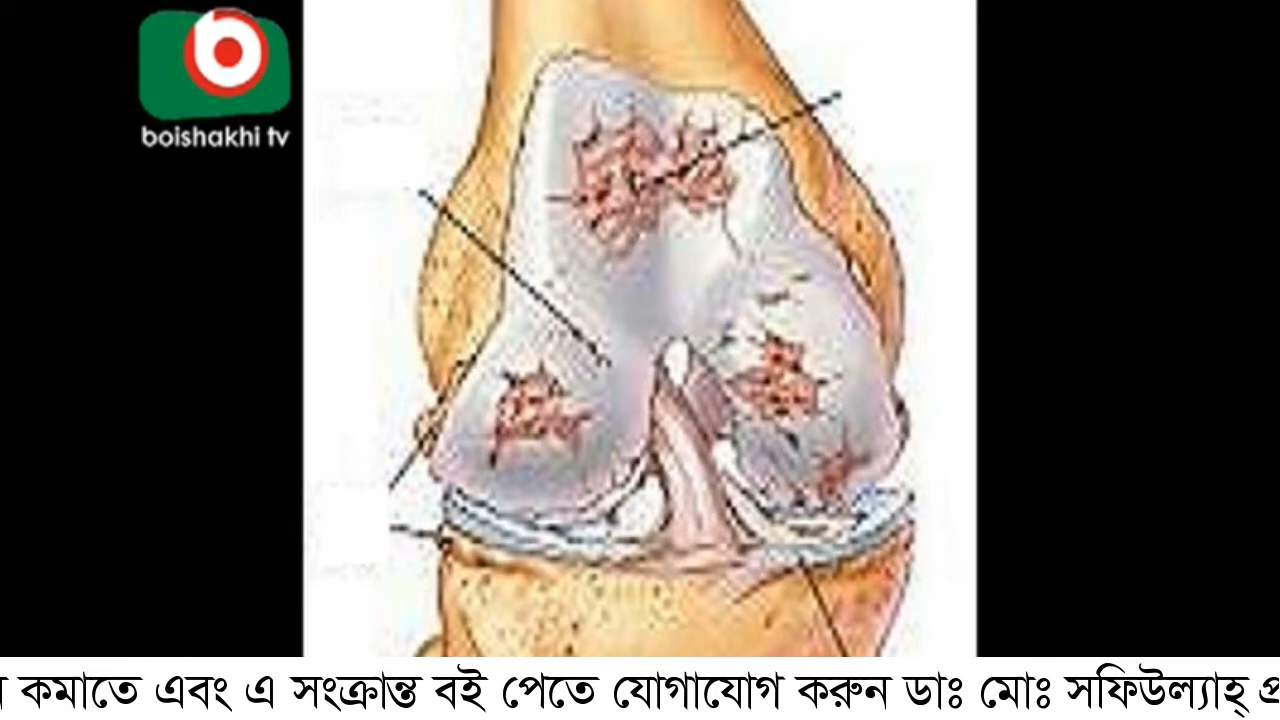 boishakhi tv
কমাতে এবং এ সংক্রান্ত বই পেতে যোগাযোগ করুন ডাঃ মোঃ সফিউল্যাহ্